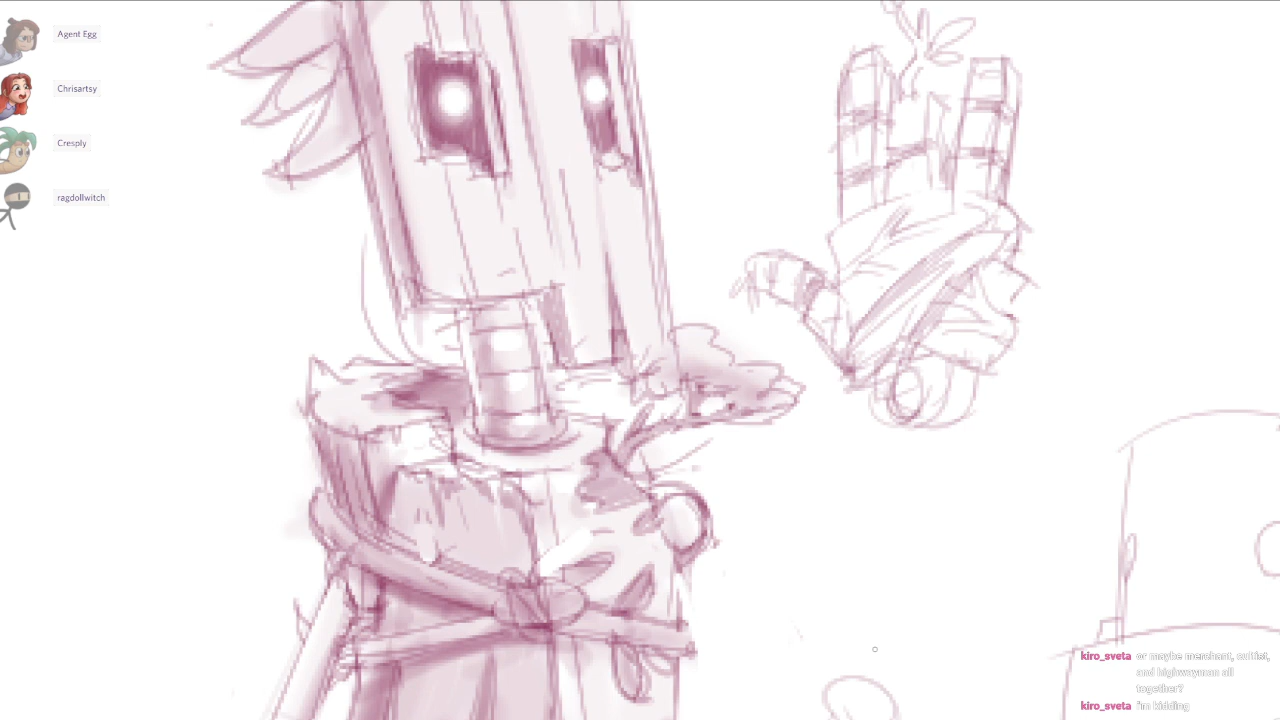 Agent Egg
Chrisartsy
Cresply
ragdollwitch
kiro_sveta or maybe merchant, cultist,
and highwayman all
together?
kiro_sveta i'm kidding